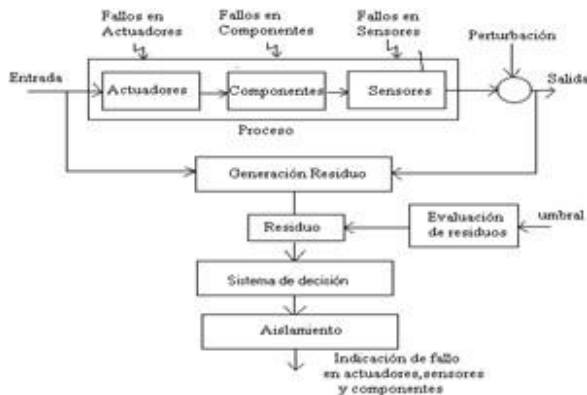 Fallos en
Actuadores
Fallos en
Componentes
Fallos en
Sensores
Perturbación
Entrada
Actuadores
Componentes
Sensores
Salida
Proceso
Generación Residuo
Residuo
Evaluación
de residuos
umbral
Sistema de decisión
Aislamiento
Indicación de fallo
en actuadores,sensores
y componentes